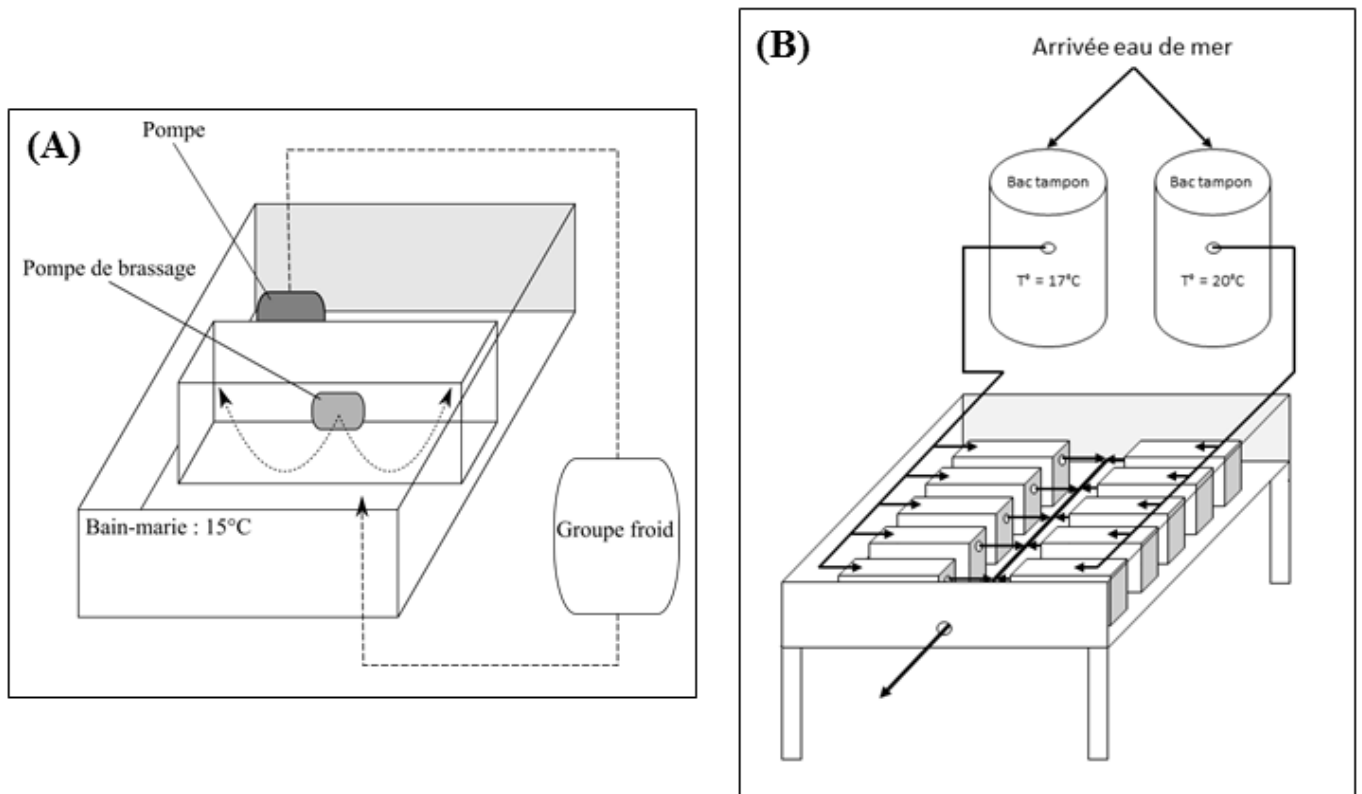 (A)
Pompe
Pompe de brassage
Bain-marie : 15°C
Groupe froid
(B)
Arrivée eau de mer
Bac tampon
T° = 17°C
Bac tampon
T° = 20°C